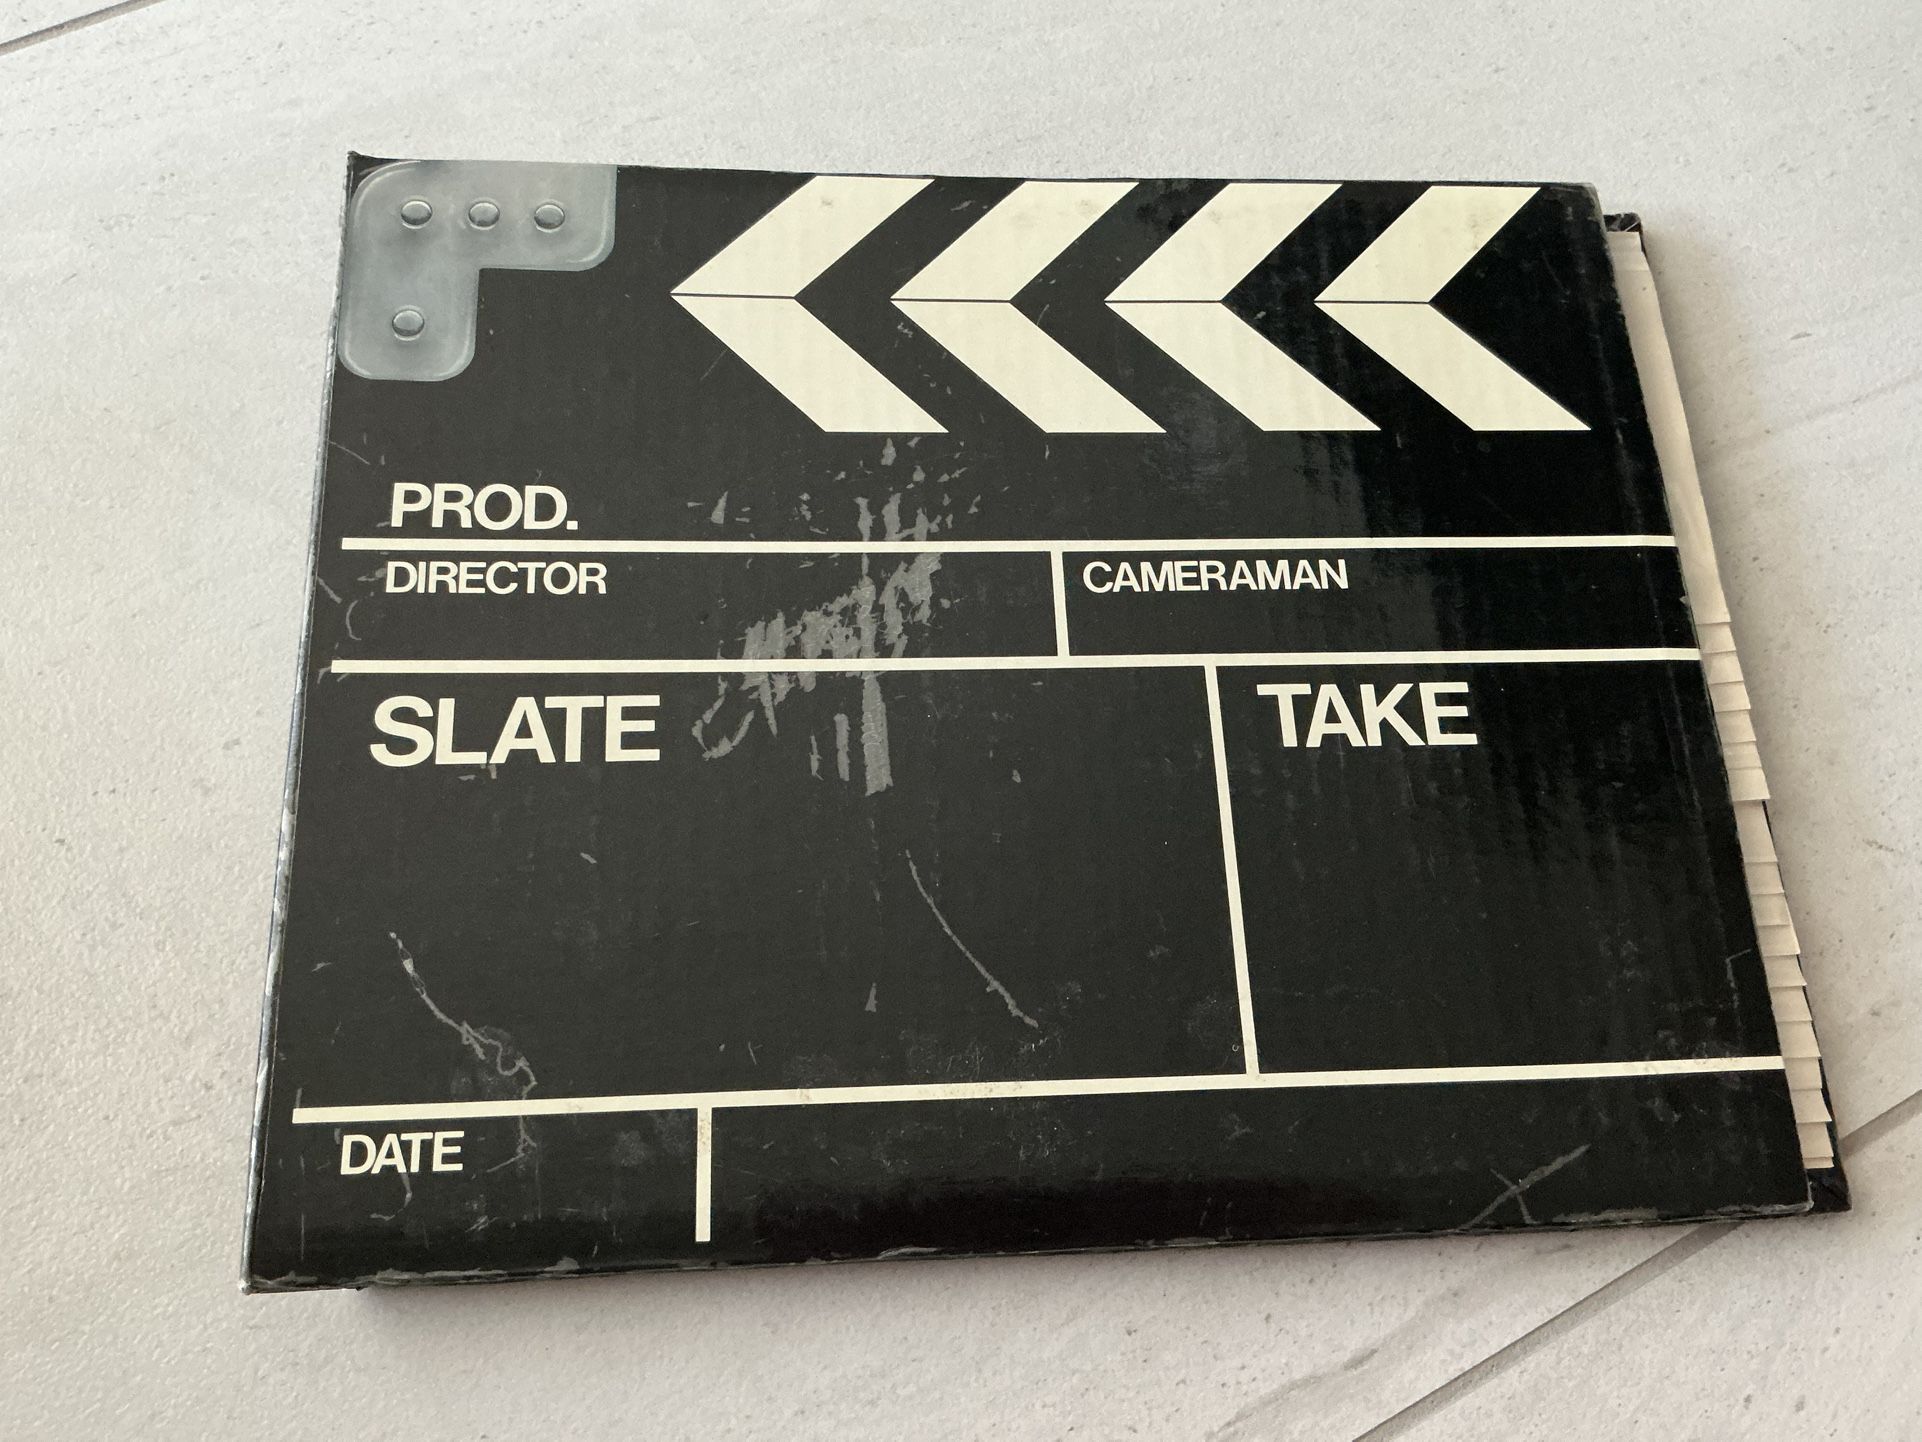 PROD.
DIRECTOR CAMERAMAN
SLATE TAKE
DATE